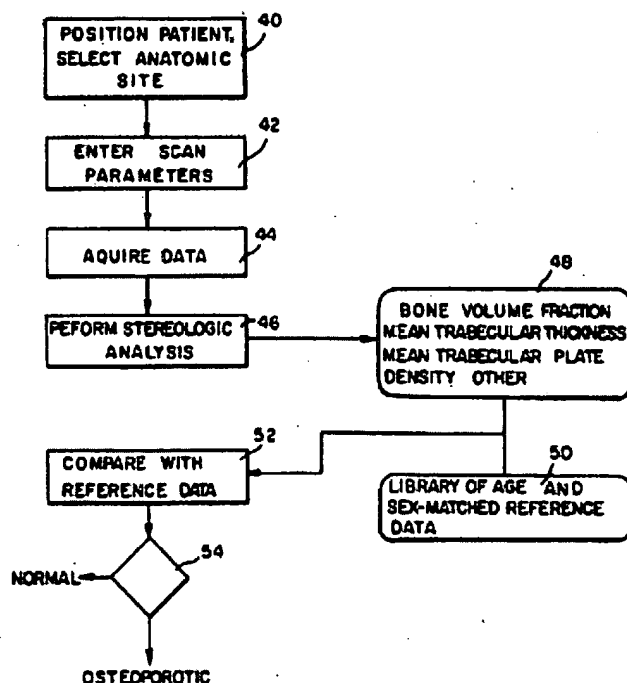 40
POSITION PATIENT,
SELECT ANATOMIC
SITE
42
ENTER SCAN
PARAMETERS
44
AQUIRE DATA
46
PEFORM STEREOLOGIC
ANALYSIS
48
BONE VOLUME FRACTION
MEAN TRABECULAR THICKNESS
MEAN TRABECULAR PLATE
DENSITY OTHER
50
LIBRARY OF AGE AND
SEX-MATCHED REFERENCE
DATA
52
COMPARE WITH
REFERENCE DATA
54
NORMAL
OSTEOPOROTIC